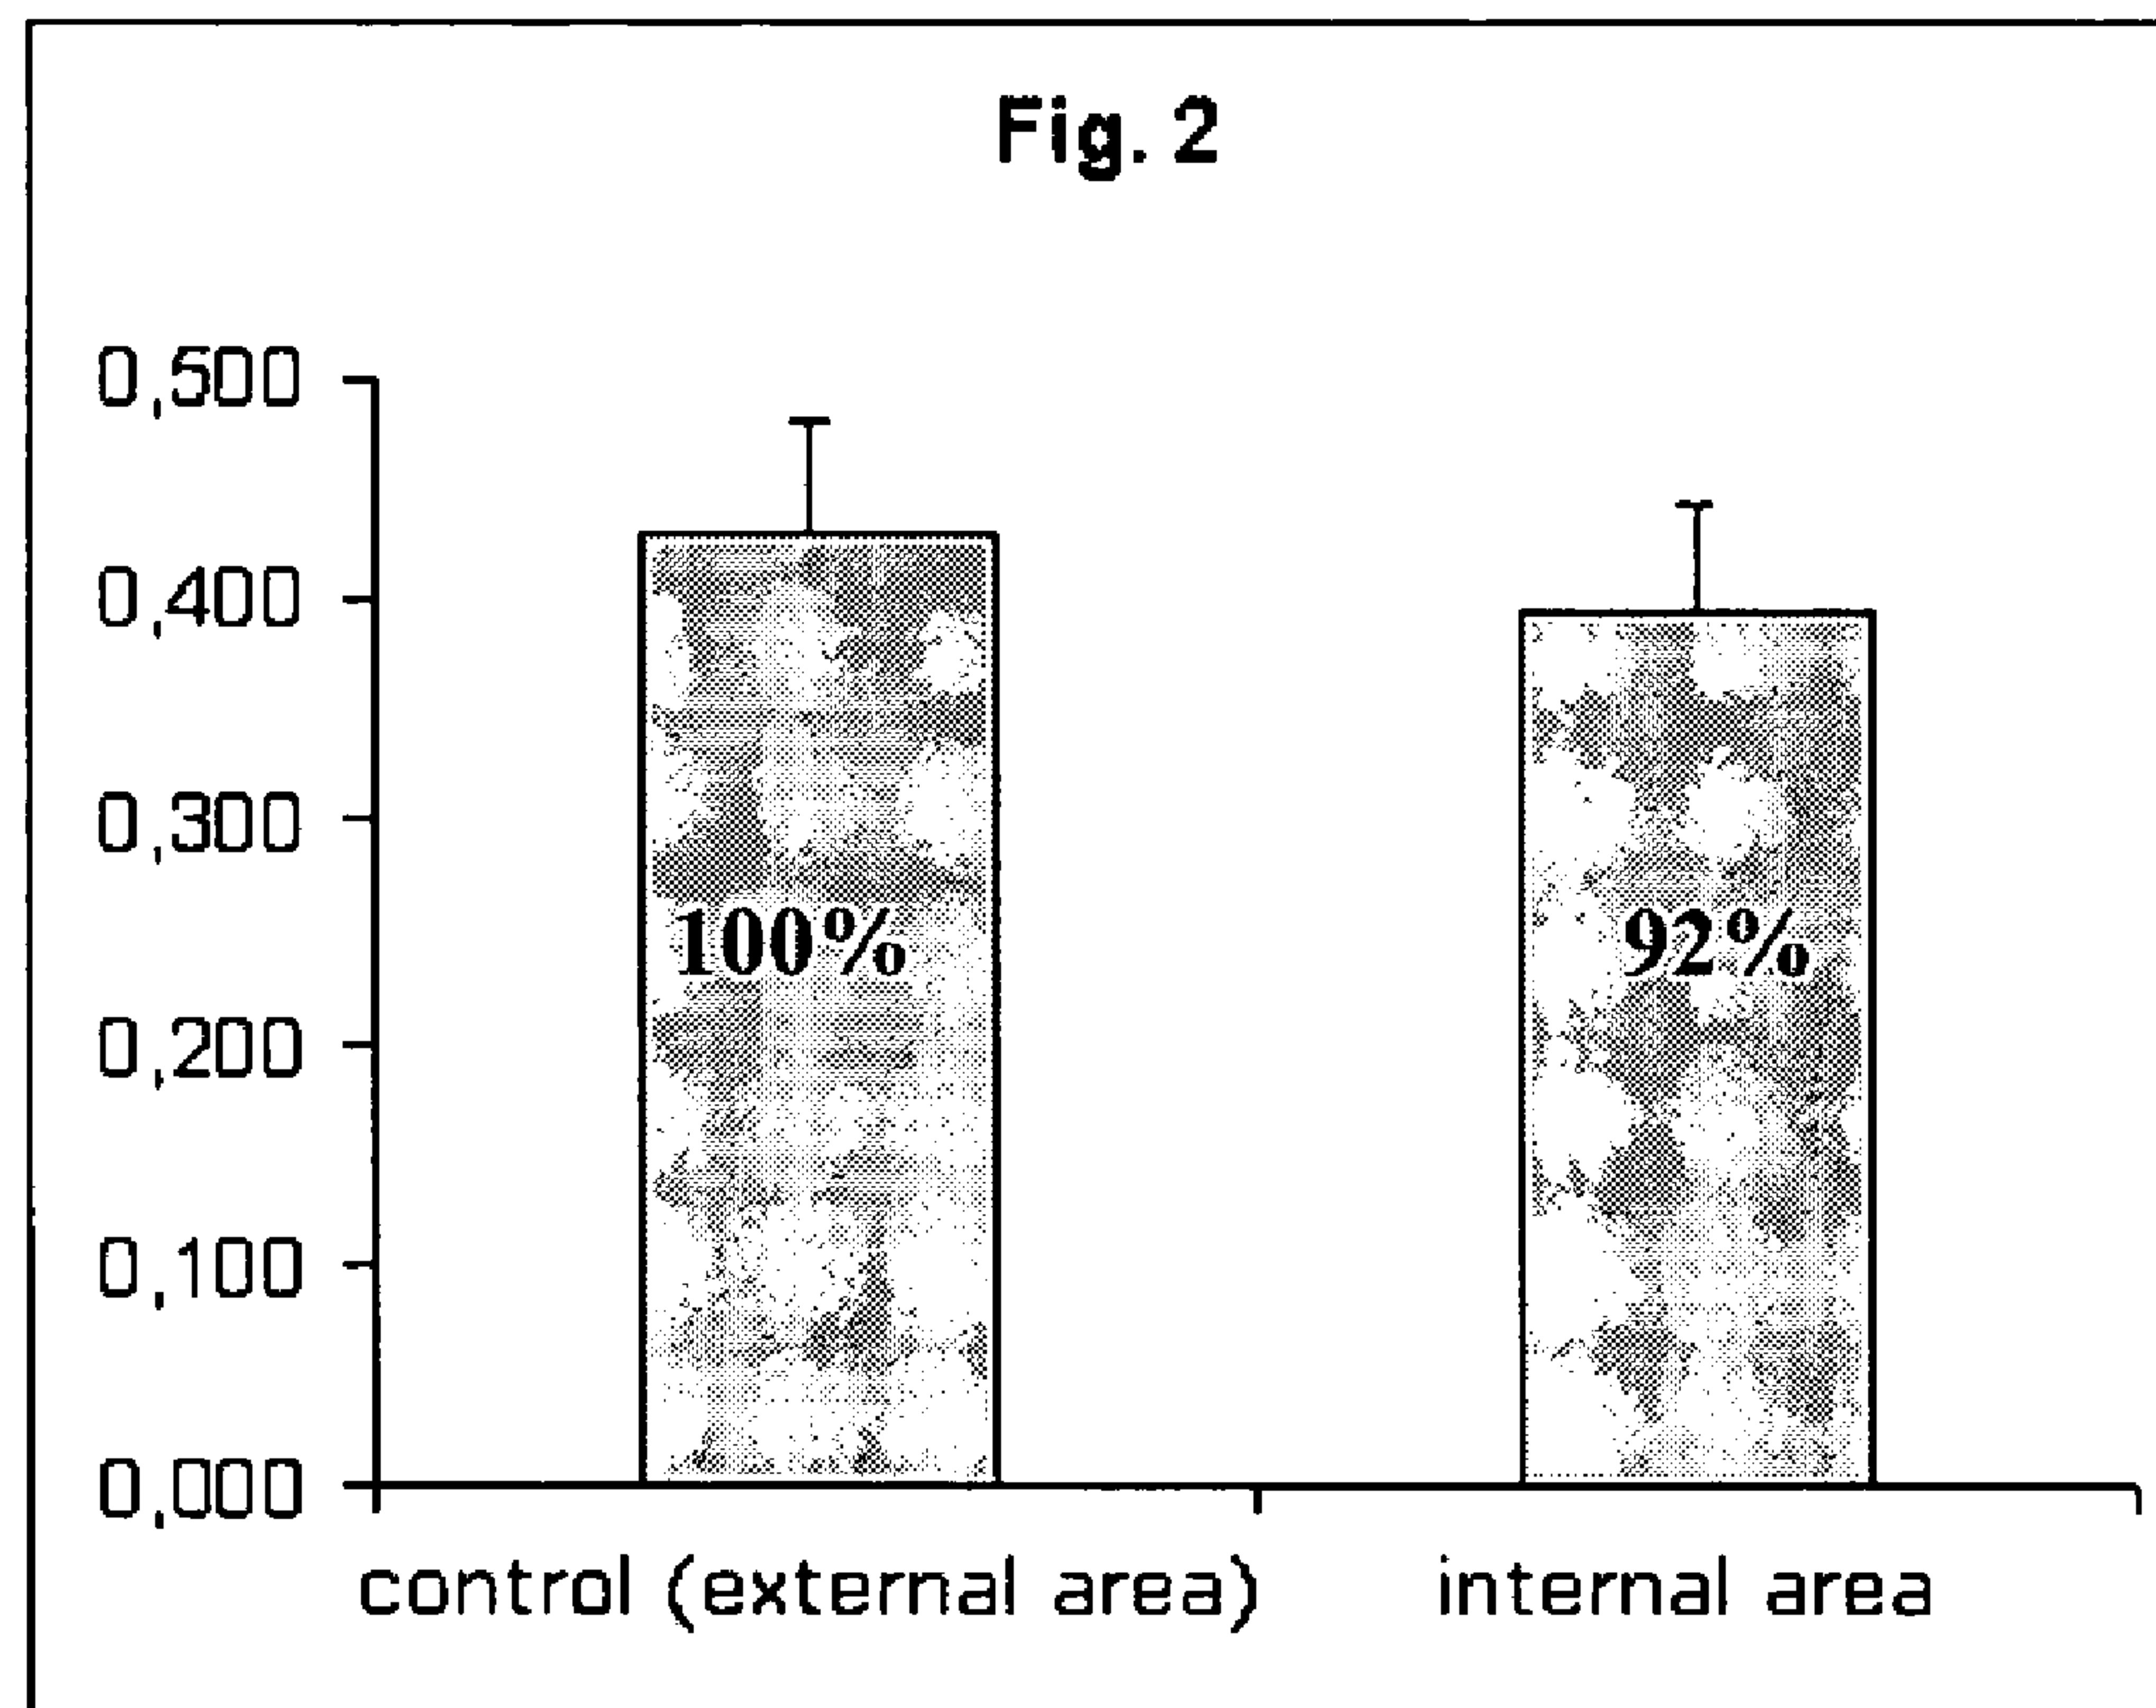 Fig. 2
0,500
0,400
0,300
100%
92%
0,200
0,100
0,000
control (external area)
internal area